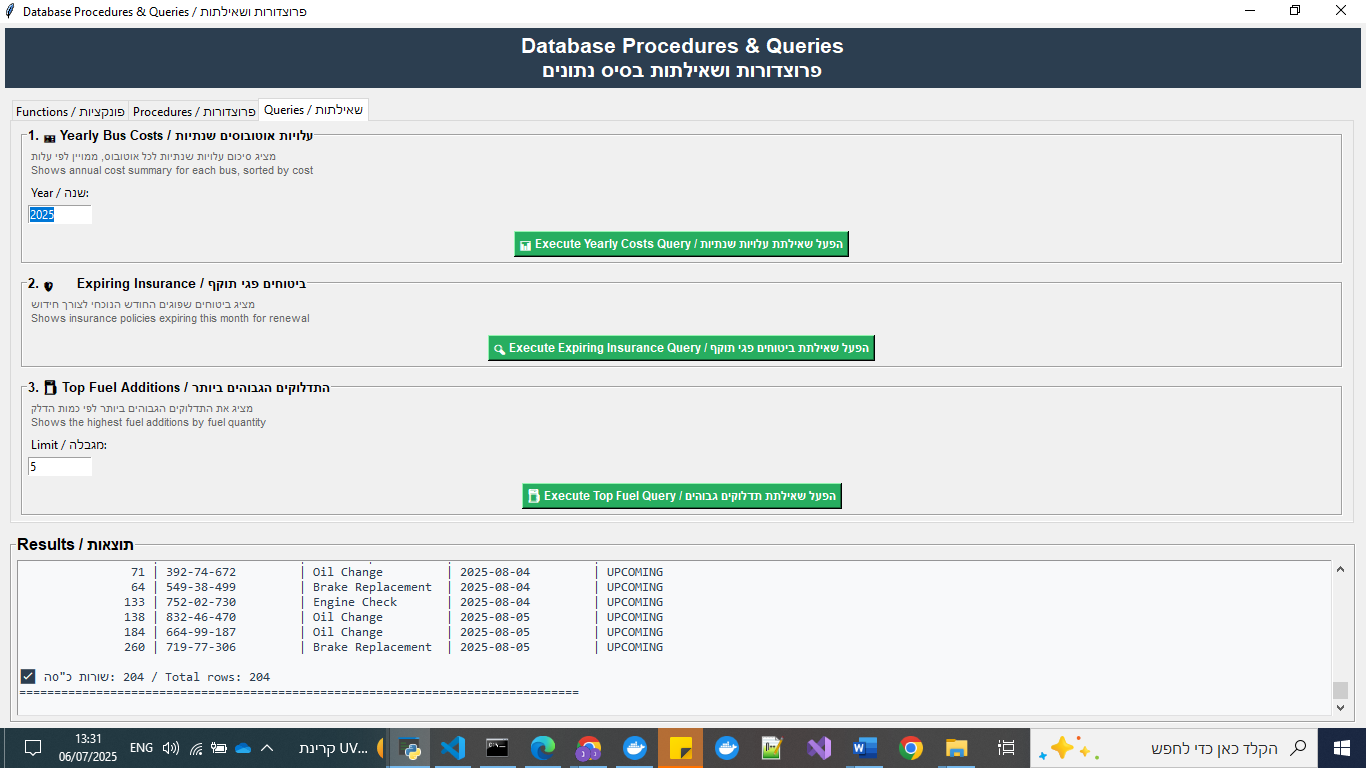 Database Procedures & Queries / פרוצדורות ושאילתות
Database Procedures & Queries
פרוצדורות ושאילתות בסיס נתונים
Functions / פונקציות
Procedures / פרוצדורות
Queries / שאילתות
1. Yearly Bus Costs / עלויות אוטובוסים שנתיות
מציג סיכום עלויות שנתיות לכל אוטובוס, ממויין לפי עלות
Shows annual cost summary for each bus, sorted by cost
Year / שנה:
2025
Execute Yearly Costs Query / הפעל שאילתת עלויות שנתיות
2. Expiring Insurance / ביטוחים פגי תוקף
מציג ביטוחים שפוגים החודש הנוכחי לצורך חידוש
Shows insurance policies expiring this month for renewal
Execute Expiring Insurance Query / הפעל שאילתת ביטוחים פגי תוקף
3. Top Fuel Additions / התדלוקים הגבוהים ביותר
מציג את התדלוקים הגבוהים ביותר לפי כמות הדלק
Shows the highest fuel additions by fuel quantity
Limit / מגבלה:
5
Execute Top Fuel Query / הפעל שאילתת תדלוקים גבוהים
Results / תוצאות
71 | 392-74-672 | Oil Change | 2025-08-04 | UPCOMING
64 | 549-38-499 | Brake Replacement | 2025-08-04 | UPCOMING
133 | 752-02-730 | Engine Check | 2025-08-04 | UPCOMING
138 | 832-46-470 | Oil Change | 2025-08-05 | UPCOMING
184 | 664-99-187 | Oil Change | 2025-08-05 | UPCOMING
260 | 719-77-306 | Brake Replacement | 2025-08-05 | UPCOMING
סה"כ שורות: 204 / Total rows: 204
================================================================================
13:31
06/07/2025
ENG
קרינת UV...
הקלד כאן כדי לחפש